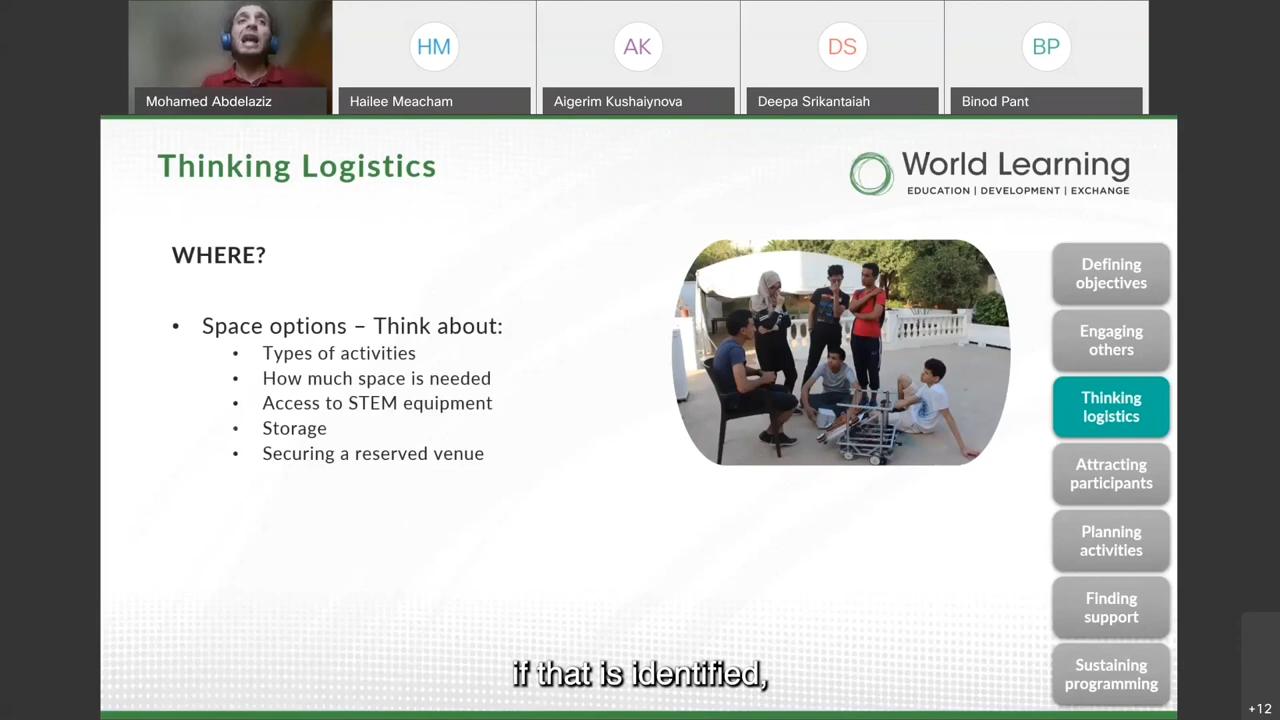 HM
AK
DS
BP
Mohamed Abdelaziz
Hailee Meacham
Aigerim Kushaiynova
Deepa Srikantaiah
Binod Pant
Thinking Logistics
World Learning
EDUCATION | DEVELOPMENT | EXCHANGE
WHERE?
• Space options – Think about:
• Types of activities
• How much space is needed
• Access to STEM equipment
• Storage
• Securing a reserved venue
Defining
objectives
Engaging
others
Thinking
logistics
Attracting
participants
Planning
activities
Finding
support
Sustaining
programming
if that is identified,
+12